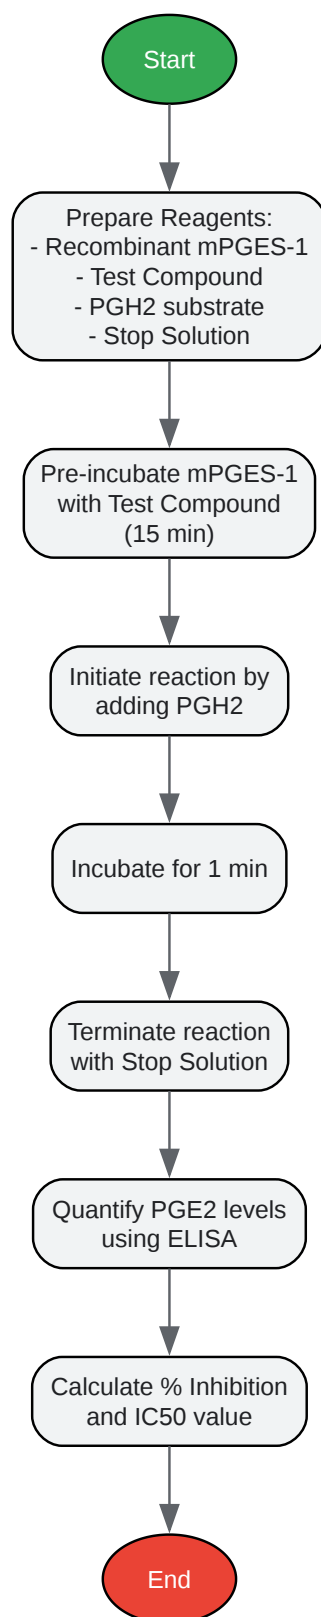 Start
Prepare Reagents:
- Recombinant mPGES-1
- Test Compound
- PGH2 substrate
- Stop Solution
Pre-incubate mPGES-1
with Test Compound
(15 min)
Initiate reaction by
adding PGH2
Incubate for 1 min
Terminate reaction
with Stop Solution
Quantify PGE2 levels
using ELISA
Calculate % Inhibition
and IC50 value
End